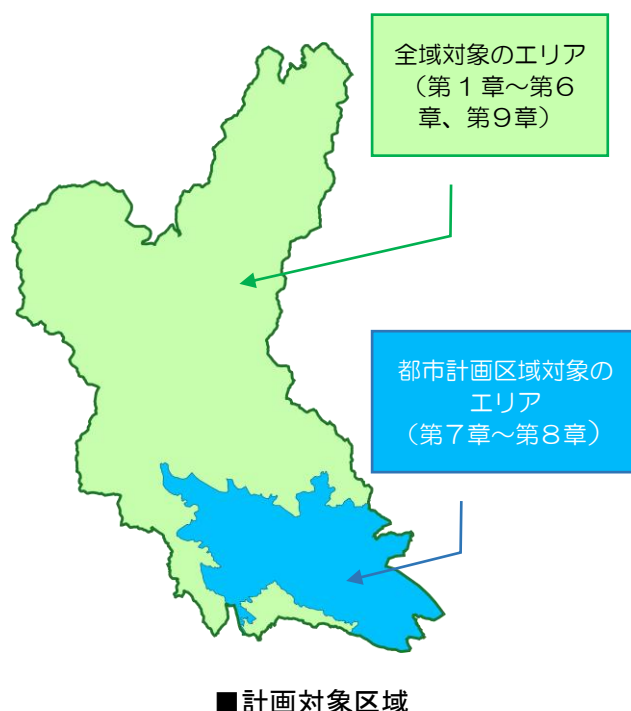 全域対象のエリア
（第１章～第６
章、第９章）
都市計画区域対象の
エリア
（第７章～第８章）
■計画対象区域